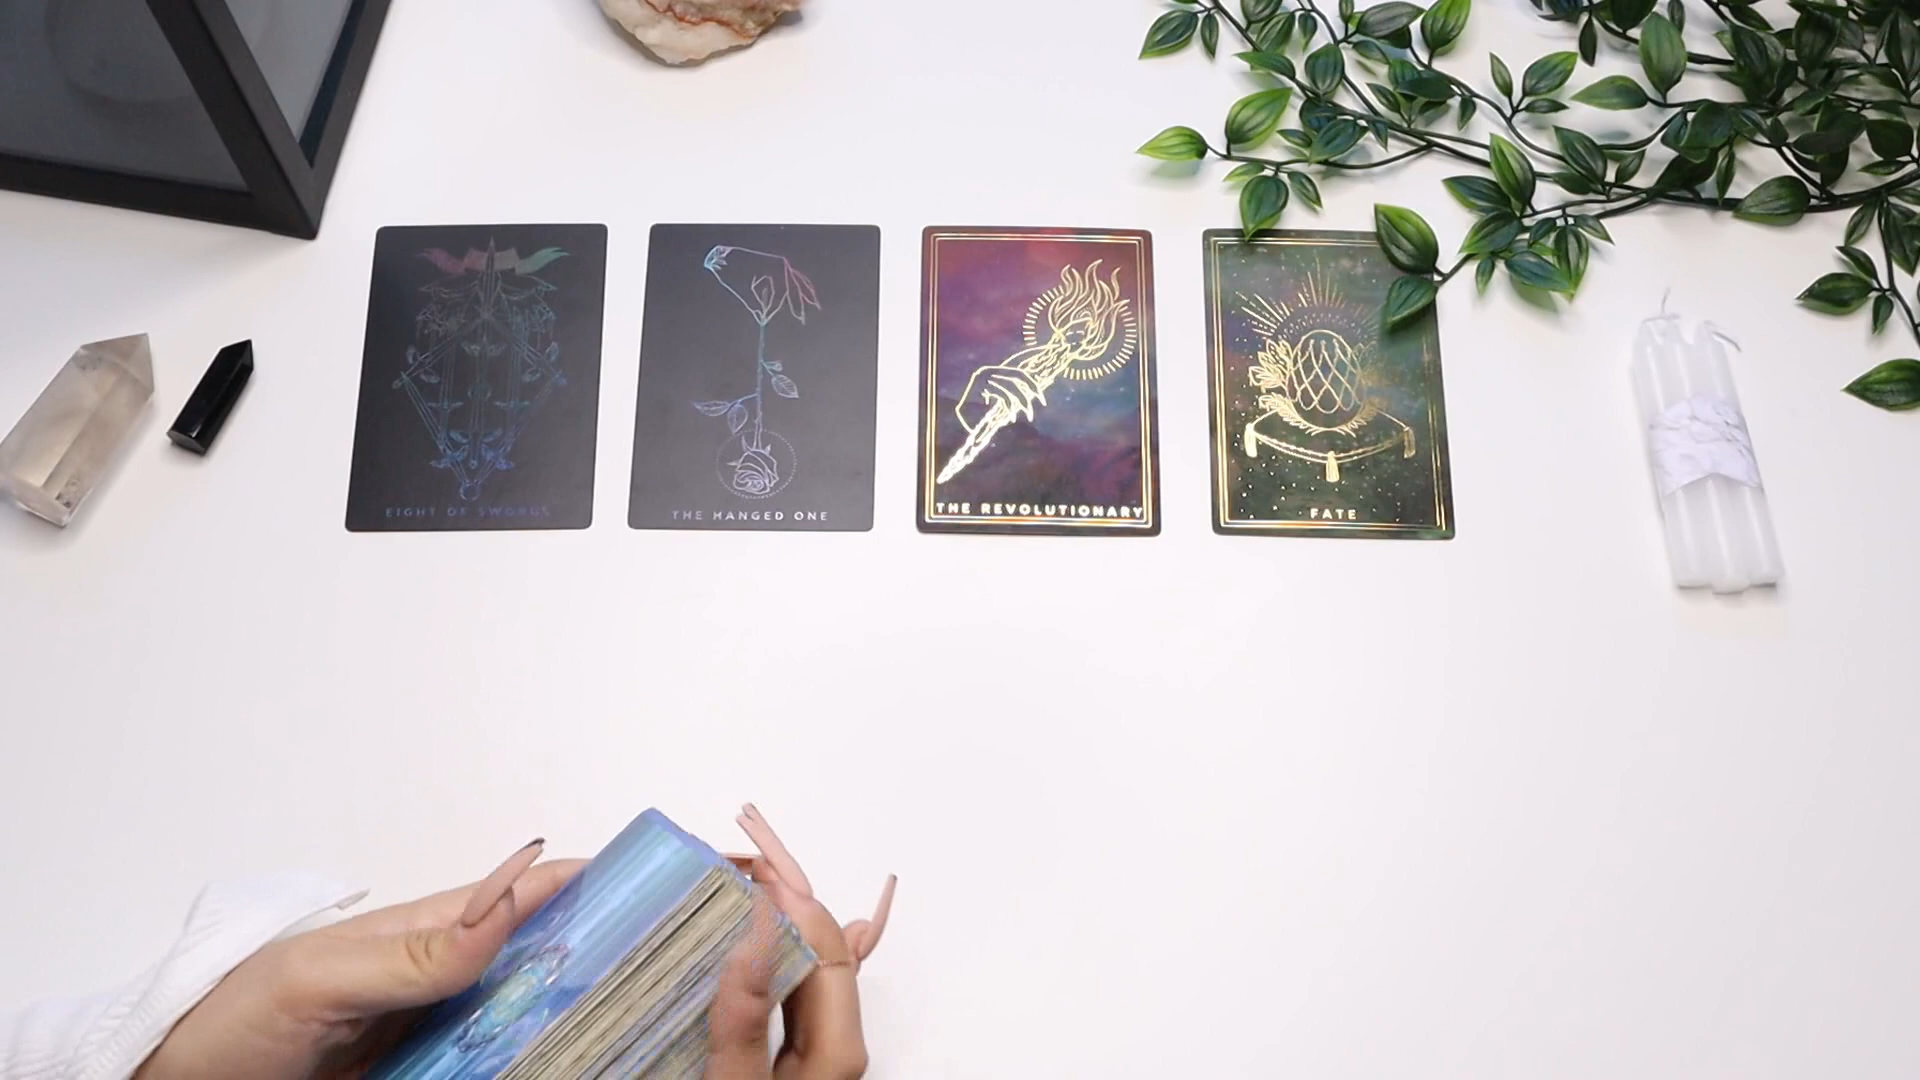 EIGHT OF SWORDS
THE HANGED ONE
THE REVOLUTIONARY
FATE